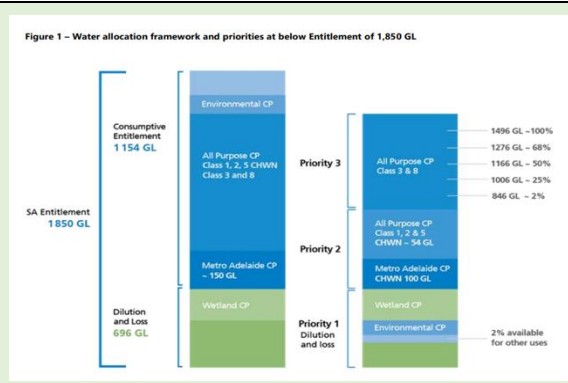 Figure 1 – Water allocation framework and priorities at below Entitlement of 1,850 GL
SA Entitlement
1850 GL
Consumptive
Entitlement
1154 GL
Dilution
and Loss
696 GL
Environmental CP
All Purpose CP
Class 1, 2, 5 CHWN
Class 3 and 8
Metro Adelaide CP
~ 150 GL
Wetland CP
Priority 3
Priority 2
Priority 1
Dilution
and loss
All Purpose CP
Class 3 & 8
All Purpose CP
Class 1, 2 & 5
CHWN ~ 54 GL
Metro Adelaide CP
CHWN 100 GL
Wetland CP
Environmental CP
1496 GL ~100%
1276 GL ~ 68%
1166 GL ~ 50%
1006 GL ~ 25%
846 GL ~ 2%
2% available
for other uses